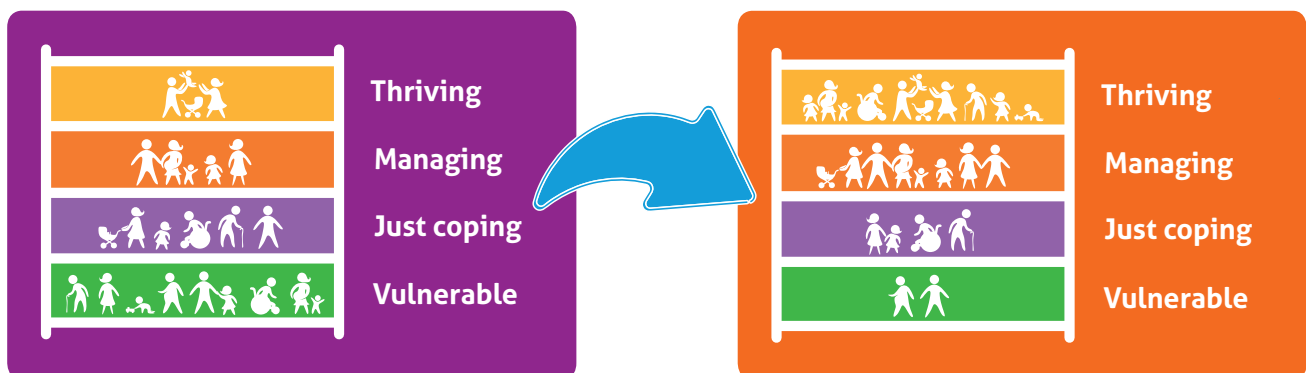 Thriving
Managing
Just coping
Vulnerable
Thriving
Managing
Just coping
Vulnerable